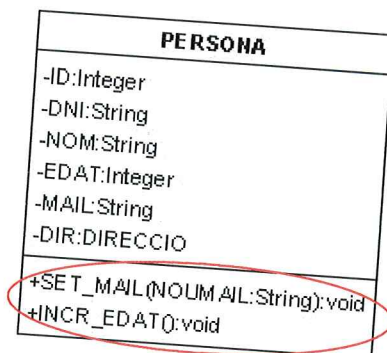 PERSONA
-ID:Integer
-DNI:String
-NOM:String
-EDAT:Integer
-MAIL:String
-DIR:DIRECCIO
+SET_MAIL(NOUMAIL:String):void
+INCR_EDAT():void